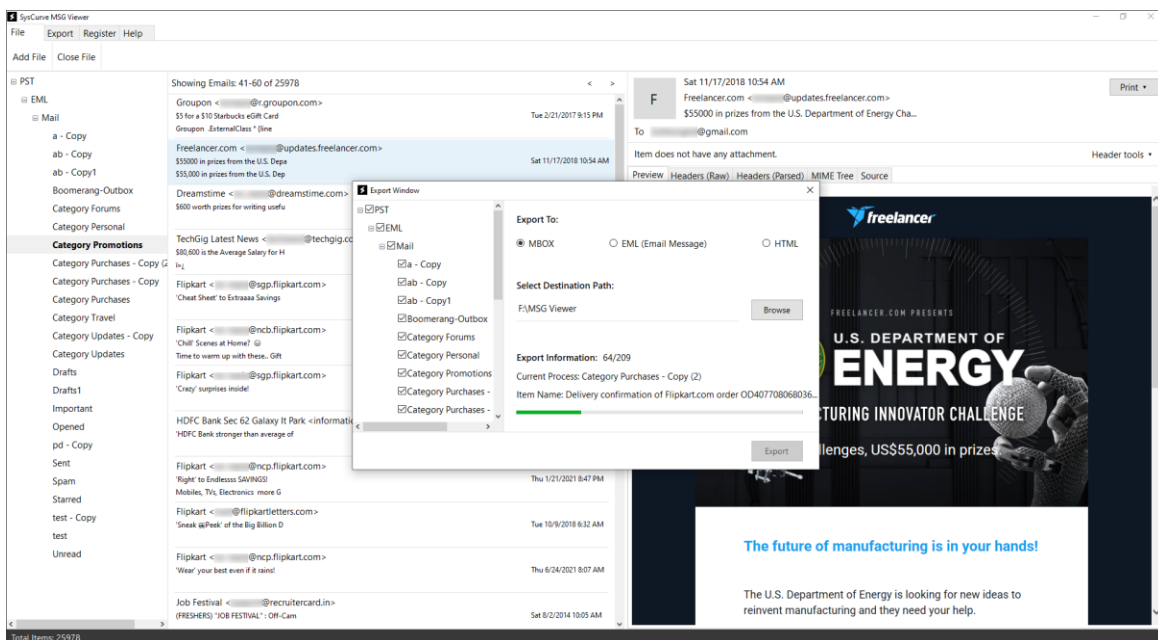 SysCurve MSG Viewer
File Export Register Help
Add File Close File
PST
EML
Mail
a - Copy
ab - Copy
ab - Copy1
Boomerang-Outbox
Category Forums
Category Personal
Category Promotions
Category Purchases - Copy (2
Category Purchases - Copy
Category Purchases
Category Travel
Category Updates - Copy
Category Updates
Drafts
Drafts1
Important
Opened
pd - Copy
Sent
Spam
Starred
test - Copy
test
Unread
Total Items: 25978
Showing Emails: 41-60 of 25978 < >
Groupon < @r.groupon.com>
$5 for a $10 Starbucks eGift Card Tue 2/21/2017 9:15 PM
Groupon .ExternalClass * {line
Freelancer.com < @updates.freelancer.com>
$55000 in prizes from the U.S. Depa Sat 11/17/2018 10:54 AM
$55,000 in prizes from the U.S. Dep
Dreamstime < @dreamstime.com>
$600 worth prizes for writing usefu
TechGig Latest News < @techgig.co
$80,600 is the Average Salary for H
Flipkart < @sgp.flipkart.com>
'Cheat Sheet' to Extraaaa Savings
Flipkart < @ncb.flipkart.com>
'Chill' Scenes at Home? 😉
Time to warm up with these.. Gift
Flipkart < @sgp.flipkart.com>
'Crazy' surprises inside!
HDFC Bank Sec 62 Galaxy It Park <informati
'HDFC Bank stronger than average of
Flipkart < @ncp.flipkart.com>
'Right' to Endlessss SAVINGS! Thu 1/21/2021 8:47 PM
Mobiles, TVs, Electronics more G
Flipkart < @flipkartletters.com>
'Sneak Peek' of the Big Billion D Tue 10/9/2018 6:32 AM
Flipkart < @ncp.flipkart.com>
'Wear' your best even if it rains! Thu 6/24/2021 8:07 AM
Job Festival < @recruitercard.in>
(FRESHERS) "JOB FESTIVAL" : Off-Cam Sat 8/2/2014 10:05 AM
F
Sat 11/17/2018 10:54 AM
Freelancer.com < @updates.freelancer.com>
$55000 in prizes from the U.S. Department of Energy Cha...
Print
To @gmail.com
Item does not have any attachment. Header tools
Preview Headers (Raw) Headers (Parsed) MIME Tree Source
freelancer
FREELANCER.COM PRESENTS
U.S. DEPARTMENT OF
ENERGY
CTURING INNOVATOR CHALLENGE
lenges, US$55,000 in prizes.
The future of manufacturing is in your hands!
The U.S. Department of Energy is looking for new ideas to
reinvent manufacturing and they need your help.
Export Window
PST
EML
Mail
a - Copy
ab - Copy
ab - Copy1
Boomerang-Outbox
Category Forums
Category Personal
Category Promotions
Category Purchases -
Category Purchases -
Export To:
MBOX EML (Email Message) HTML
Select Destination Path:
F:\MSG Viewer Browse
Export Information: 64/209
Current Process: Category Purchases - Copy (2)
Item Name: Delivery confirmation of Flipkart.com order OD407708068036...
Export